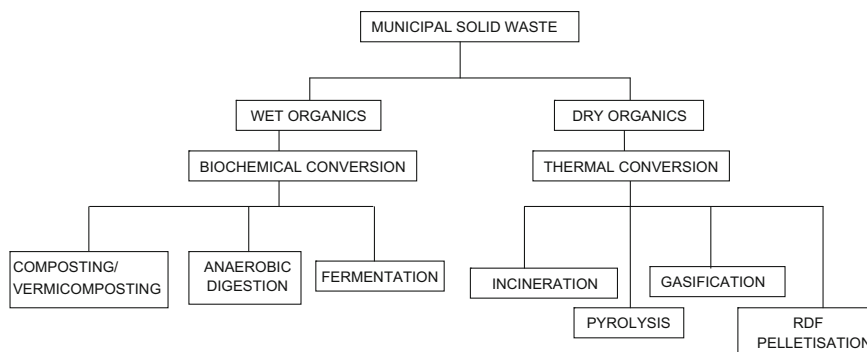 MUNICIPAL SOLID WASTE
WET ORGANICS
DRY ORGANICS
BIOCHEMICAL CONVERSION
THERMAL CONVERSION
COMPOSTING/
VERMICOMPOSTING
ANAEROBIC
DIGESTION
FERMENTATION
INCINERATION
GASIFICATION
PYROLYSIS
RDF
PELLETISATION